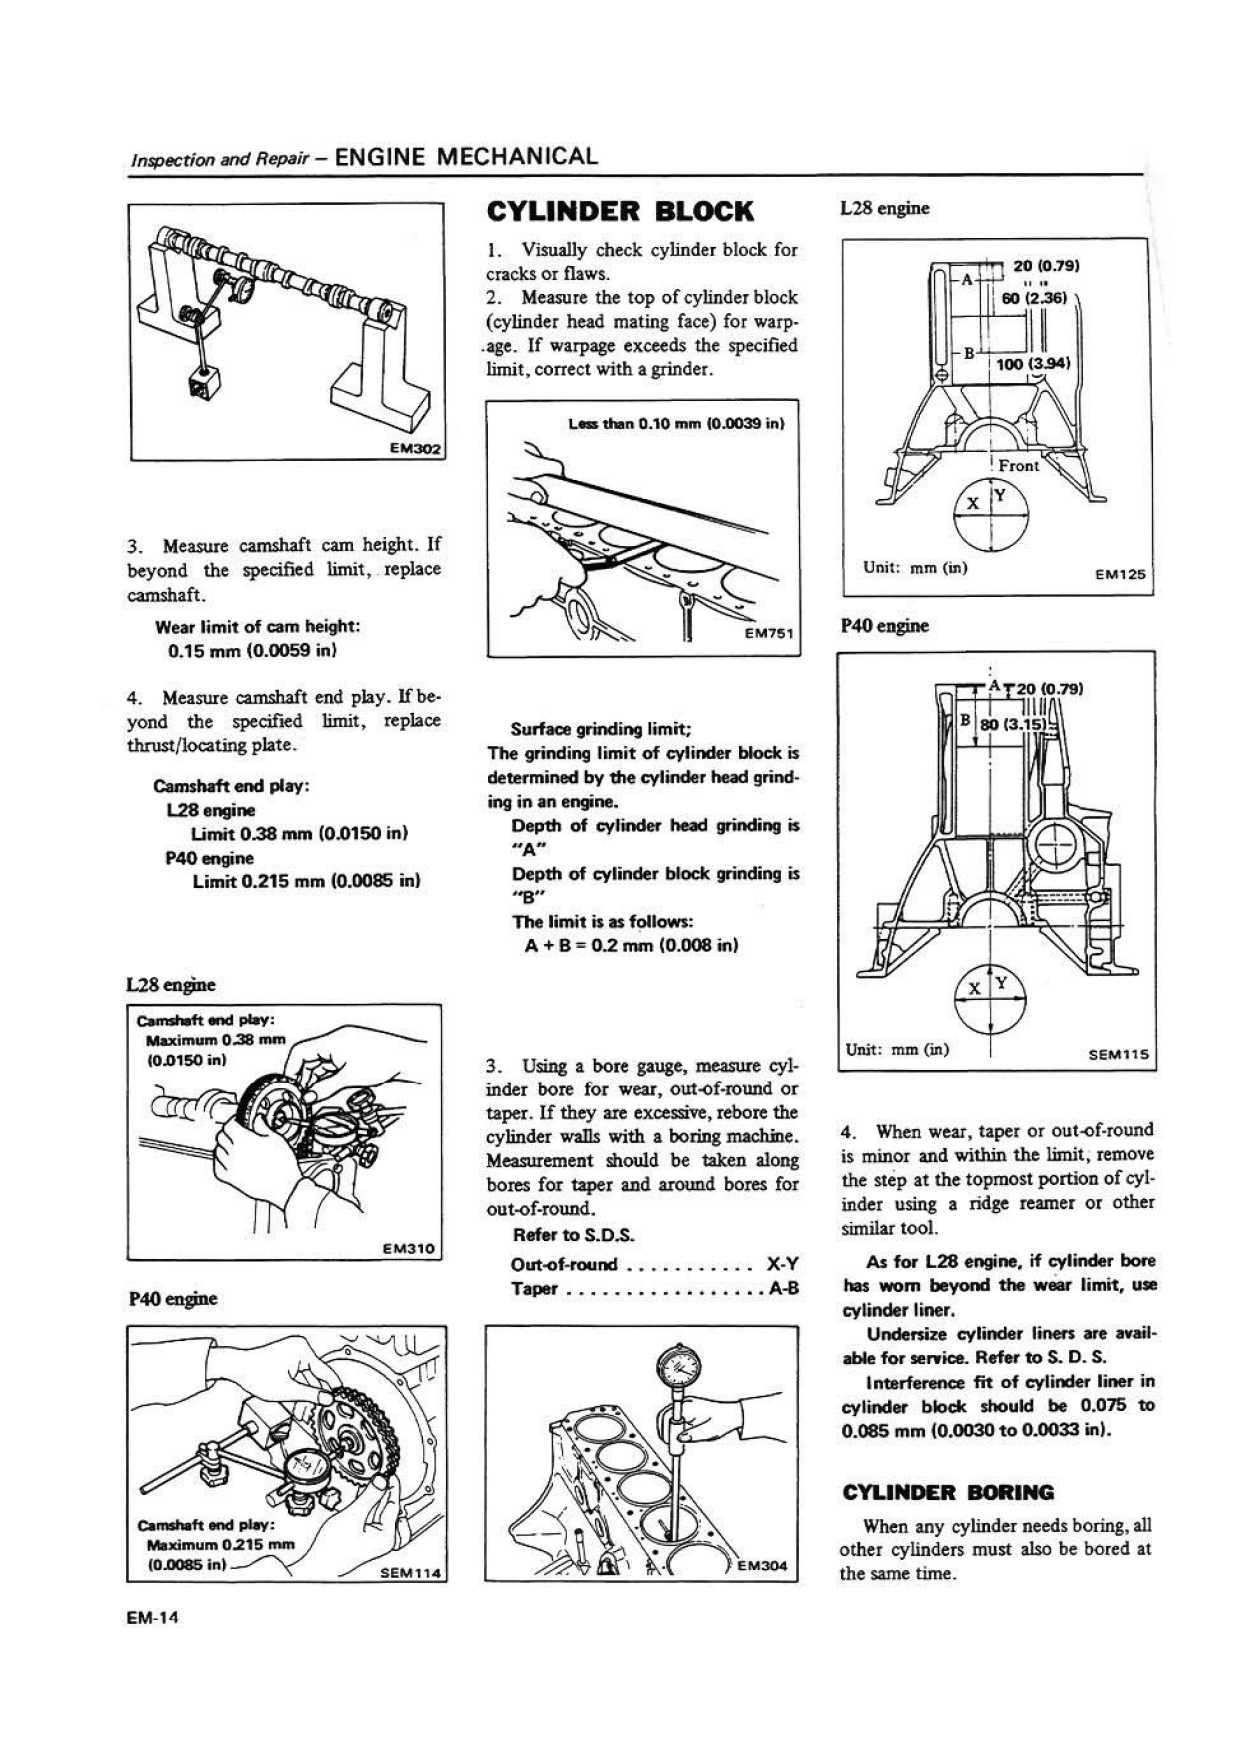 Inspection and Repair – ENGINE MECHANICAL
EM302
3. Measure camshaft cam height. If
beyond the specified limit, replace
camshaft.
Wear limit of cam height:
0.15 mm (0.0059 in)
4. Measure camshaft end play. If be-
yond the specified limit, replace
thrust/locating plate.
Camshaft end play:
L28 engine
Limit 0.38 mm (0.0150 in)
P40 engine
Limit 0.215 mm (0.0085 in)
L28 engine
Camshaft end play:
Maximum 0.38 mm
(0.0150 in)
EM310
P40 engine
Camshaft end play:
Maximum 0.215 mm
(0.0085 in)
SEM114
CYLINDER BLOCK
1. Visually check cylinder block for
cracks or flaws.
2. Measure the top of cylinder block
(cylinder head mating face) for warp-
age. If warpage exceeds the specified
limit, correct with a grinder.
Less than 0.10 mm (0.0039 in)
EM751
Surface grinding limit;
The grinding limit of cylinder block is
determined by the cylinder head grind-
ing in an engine.
Depth of cylinder head grinding is
"A"
Depth of cylinder block grinding is
"B"
The limit is as follows:
A + B = 0.2 mm (0.008 in)
3. Using a bore gauge, measure cyl-
inder bore for wear, out-of-round or
taper. If they are excessive, rebore the
cylinder walls with a boring machine.
Measurement should be taken along
bores for taper and around bores for
out-of-round.
Refer to S.D.S.
Out-of-round . . . . . . . . . . . X-Y
Taper . . . . . . . . . . . . . . . . . A-B
EM304
L28 engine
20 (0.79)
A
60 (2.36)
B
100 (3.94)
Front
X Y
Unit: mm (in)
EM125
P40 engine
A 20 (0.79)
B 80 (3.15)
X Y
Unit: mm (in)
SEM115
4. When wear, taper or out-of-round
is minor and within the limit, remove
the step at the topmost portion of cyl-
inder using a ridge reamer or other
similar tool.
As for L28 engine, if cylinder bore
has worn beyond the wear limit, use
cylinder liner.
Undersize cylinder liners are avail-
able for service. Refer to S. D. S.
Interference fit of cylinder liner in
cylinder block should be 0.075 to
0.085 mm (0.0030 to 0.0033 in).
CYLINDER BORING
When any cylinder needs boring, all
other cylinders must also be bored at
the same time.
EM-14